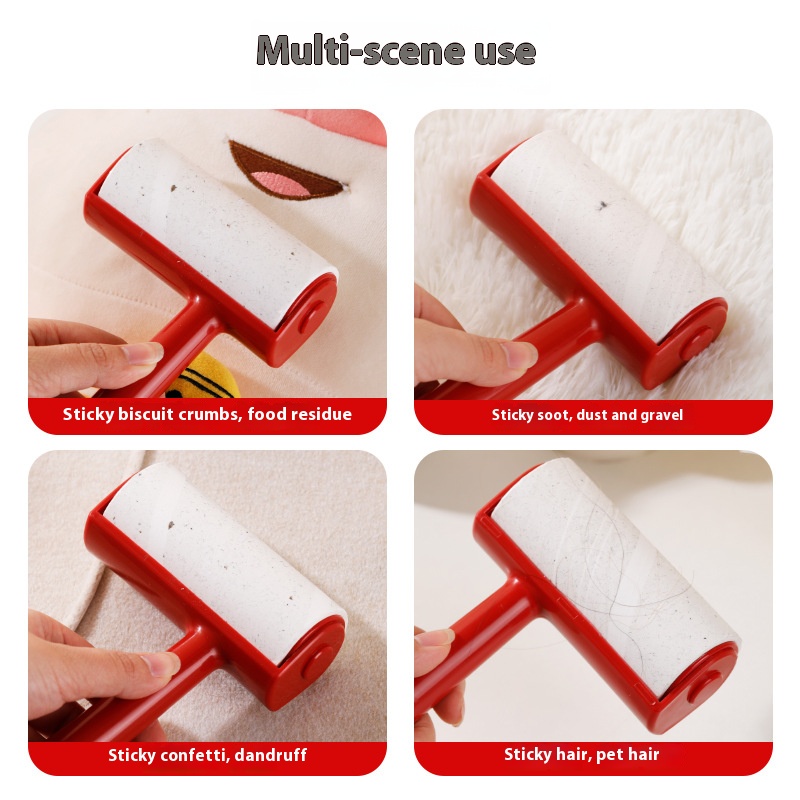 Multi-scene use
Sticky biscuit crumbs, food residue
Sticky soot, dust and gravel
Sticky confetti, dandruff
Sticky hair, pet hair